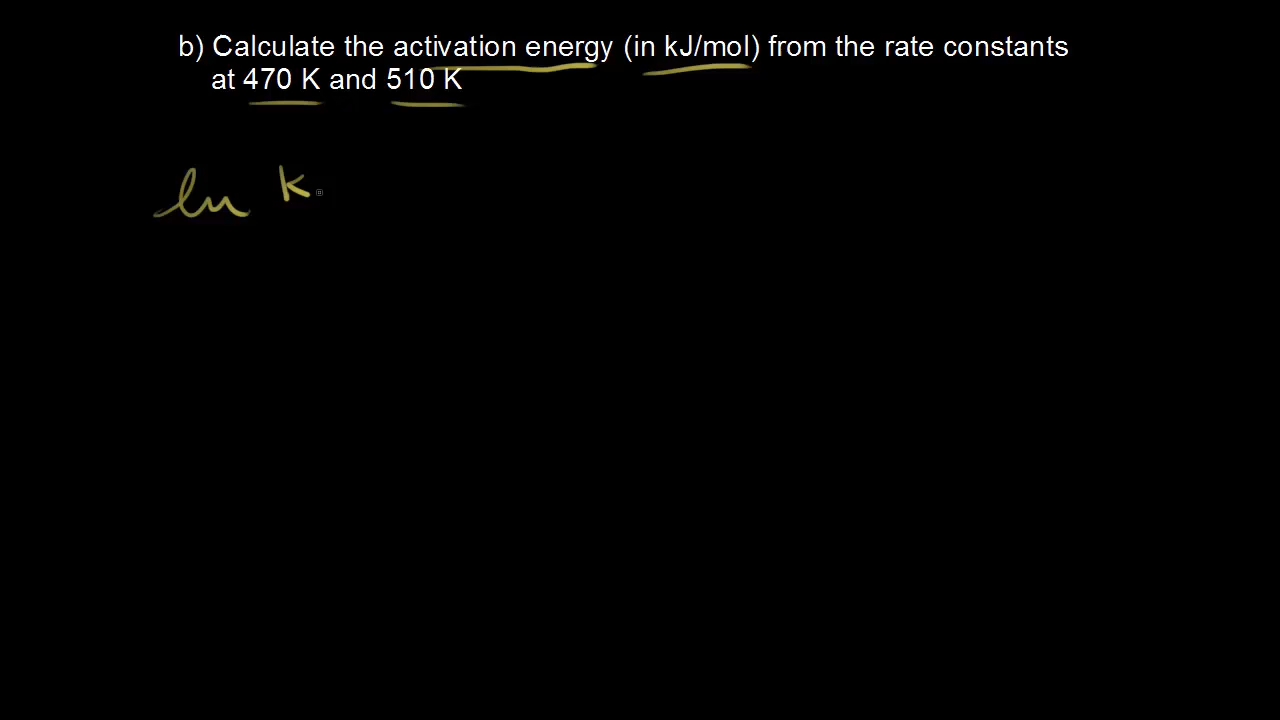 b) Calculate the activation energy (in kJ/mol) from the rate constants
at 470 K and 510 K
ln k